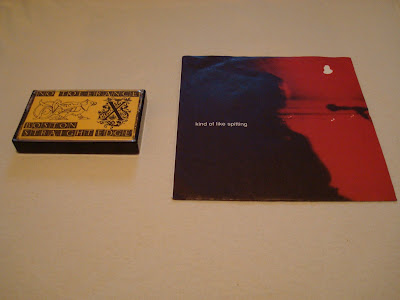 NO TOLERANCE
X
BOSTON
STRAIGHT EDGE
kind of like spitting